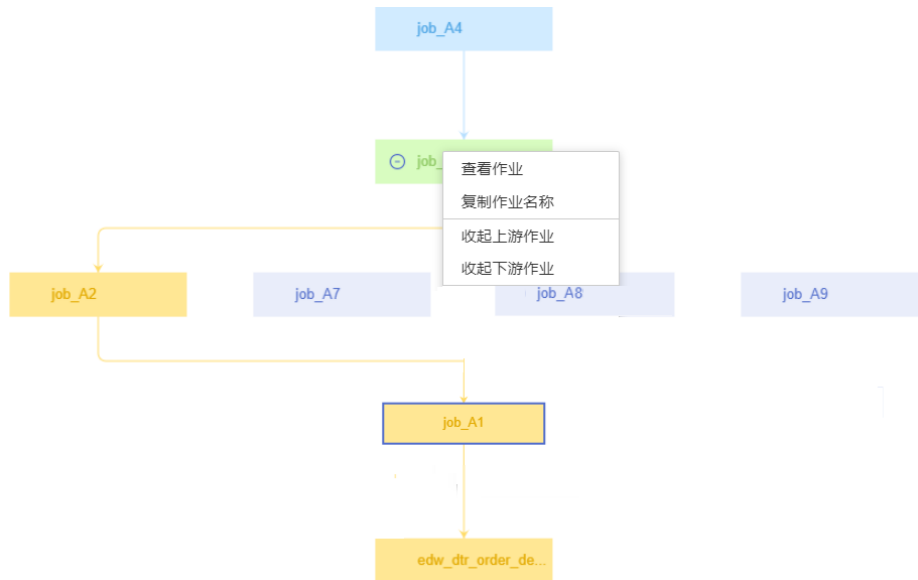 job_A4
job_
查看作业
复制作业名称
收起上游作业
收起下游作业
job_A2
job_A7
job_A8
job_A9
job_A1
edw_dtr_order_de...